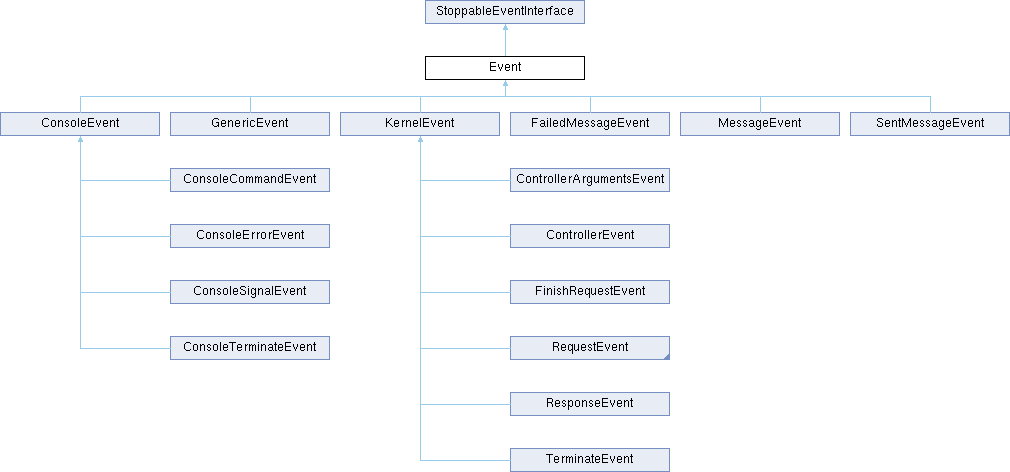 StoppableEventInterface
Event
ConsoleEvent
GenericEvent
KernelEvent
FailedMessageEvent
MessageEvent
SentMessageEvent
ConsoleCommandEvent
ControllerArgumentsEvent
ConsoleErrorEvent
ControllerEvent
ConsoleSignalEvent
FinishRequestEvent
ConsoleTerminateEvent
RequestEvent
ResponseEvent
TerminateEvent